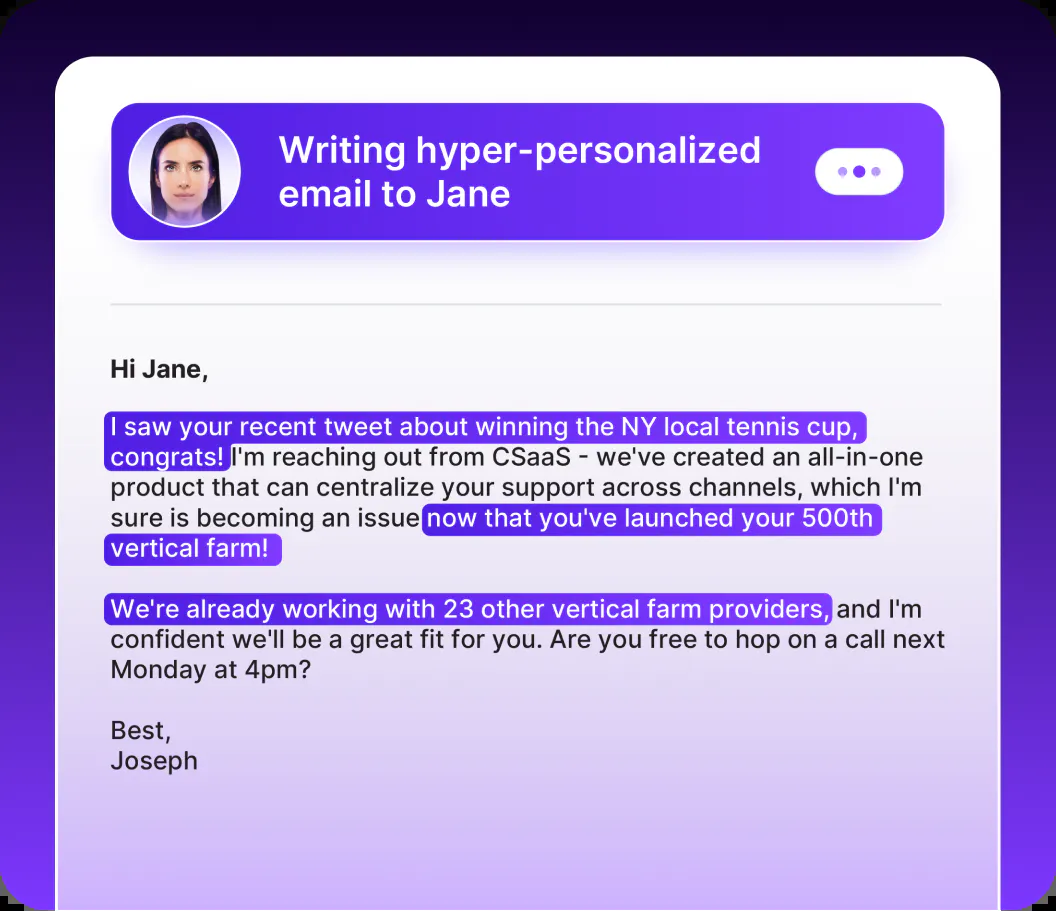 Writing hyper-personalized
email to Jane
Hi Jane,
I saw your recent tweet about winning the NY local tennis cup,
congrats! I'm reaching out from CSaaS - we've created an all-in-one
product that can centralize your support across channels, which I'm
sure is becoming an issue now that you've launched your 500th
vertical farm!
We're already working with 23 other vertical farm providers, and I'm
confident we'll be a great fit for you. Are you free to hop on a call next
Monday at 4pm?
Best,
Joseph